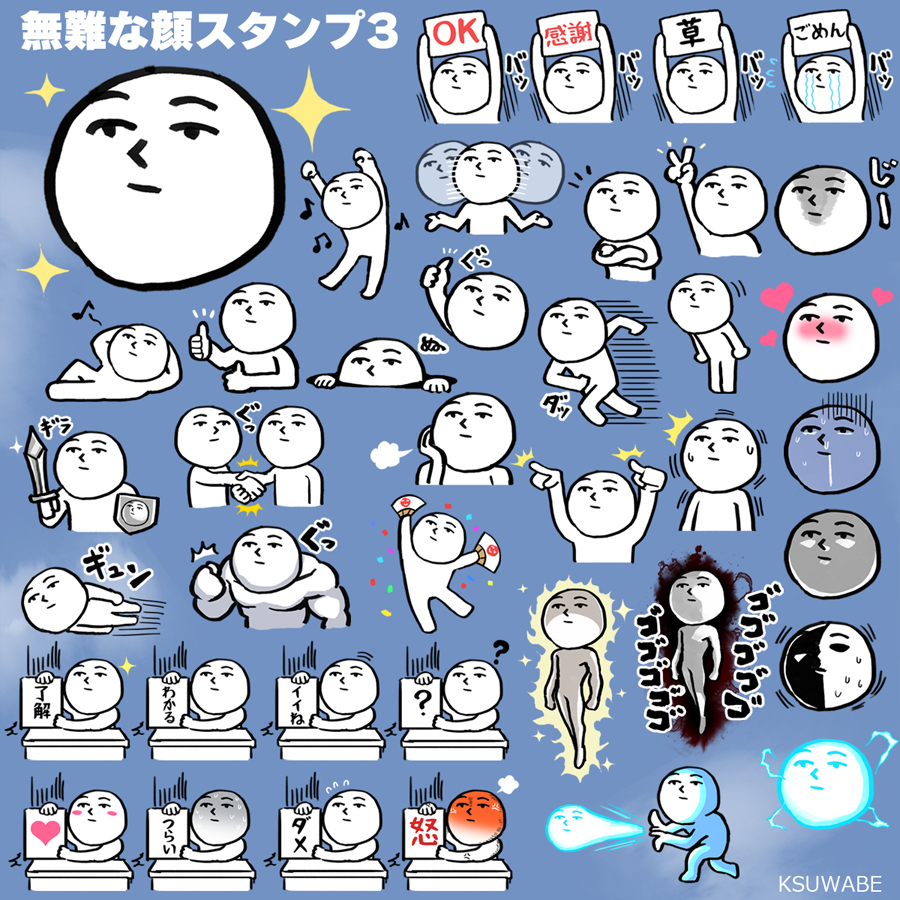 無難な顔スタンプ3
OK
バッ
感謝
バッ
草
バッ
ごめん
バッ
じー
ぐっ
ぬっ
ダッ
ギラ
ぐっ
ギュン
ぐっ
ゴゴゴゴゴ
ゴゴゴゴゴ
了解
わかる
イイね
?
?
つらい
ダメ
怒
KSUWABE